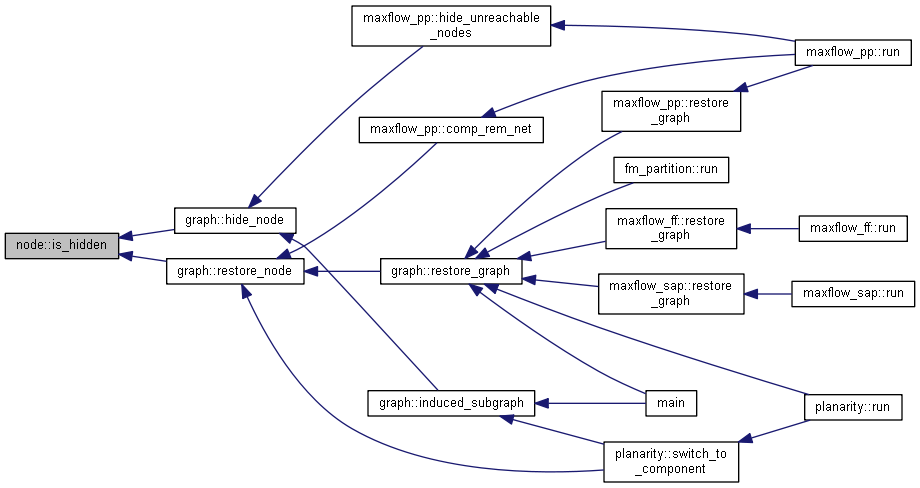 maxflow_pp::hide_unreachable
_nodes
maxflow_pp::run
maxflow_pp::restore
_graph
maxflow_pp::comp_rem_net
fm_partition::run
graph::hide_node
maxflow_ff::restore
_graph
maxflow_ff::run
node::is_hidden
graph::restore_node
graph::restore_graph
maxflow_sap::restore
_graph
maxflow_sap::run
graph::induced_subgraph
main
planarity::run
planarity::switch_to
_component